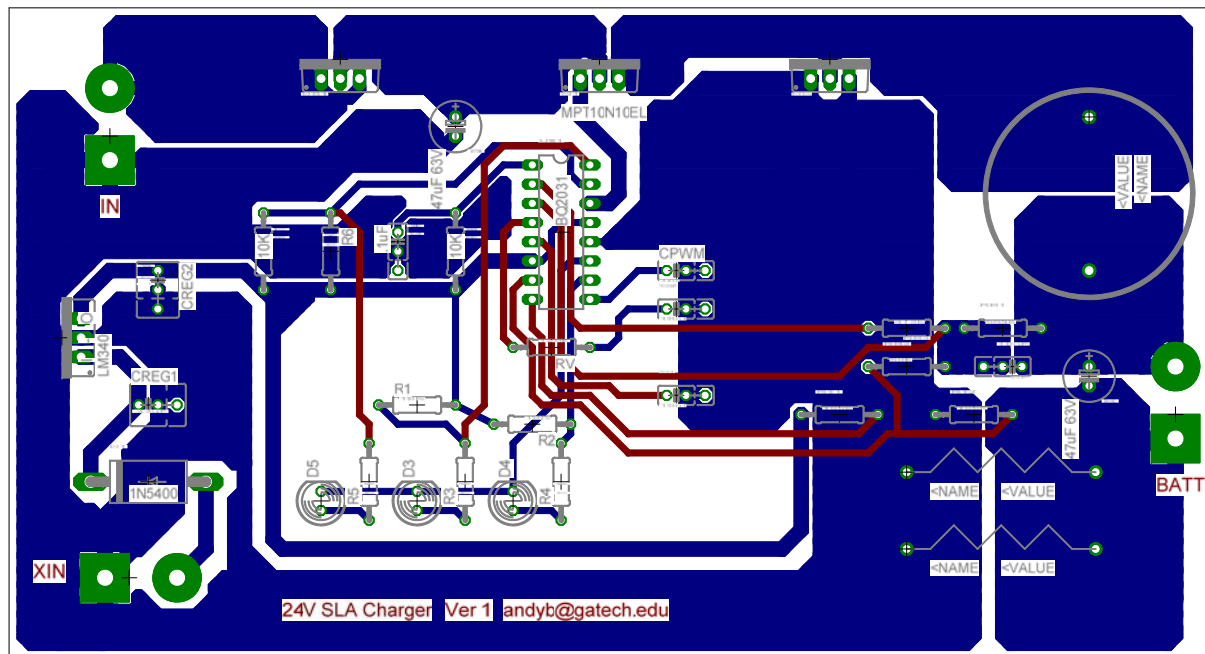 MPT10N10EL
47uF 63V
<VALUE
<NAME
IN
BQ2031
10K
R6
.1uF
10K
CPWM
CREG2
LM340
CREG1
RV
R1
R2
47uF 63V
1N5400
D5
R5
D3
R3
D4
R4
<NAME
<VALUE
BATT
XIN
<NAME
<VALUE
24V SLA Charger Ver 1 andyb@gatech.edu